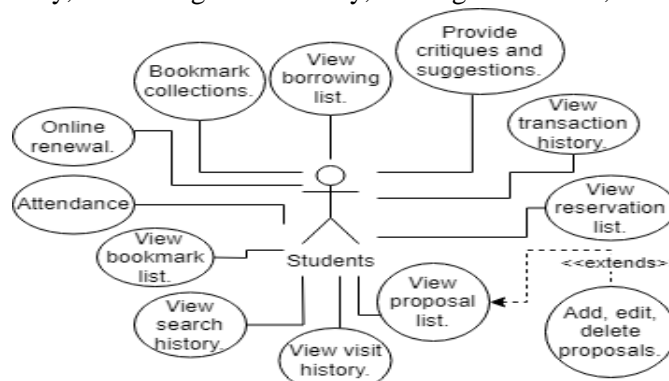 Provide
critiques and
suggestions.
View
borrowing
list.
Bookmark
collections.
View
transaction
history.
Online
renewal.
Attendance
View
reservation
list.
View
bookmark
list.
Students
<<extends>>
View
proposal
list.
Add, edit,
delete
proposals.
View
search
history.
View visit
history.